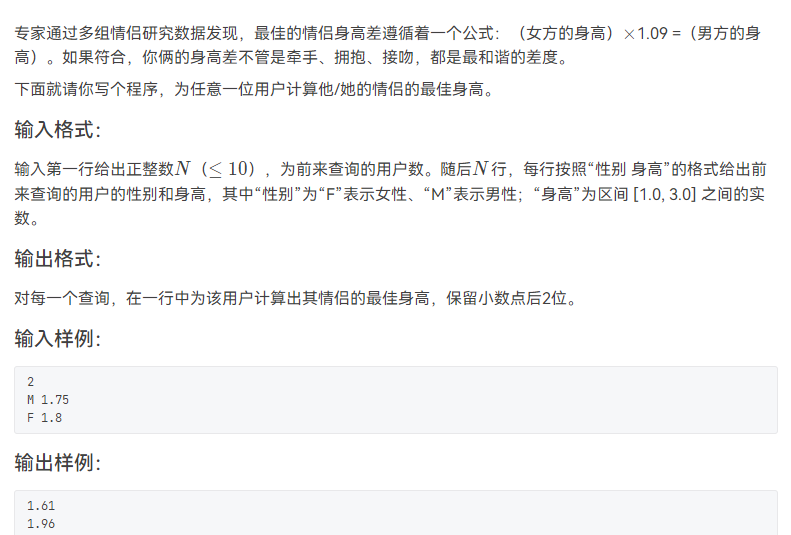 专家通过多组情侣研究数据发现，最佳的情侣身高差遵循着一个公式：（女方的身高）×1.09 =（男方的身
高）。如果符合，你俩的身高差不管是牵手、拥抱、接吻，都是最和谐的差度。
下面就请你写个程序，为任意一位用户计算他/她的情侣的最佳身高。
输入格式：
输入第一行给出正整数N（≤ 10），为前来查询的用户数。随后N行，每行按照“性别 身高”的格式给出前
来查询的用户的性别和身高，其中“性别”为“F”表示女性、“M”表示男性；“身高”为区间 [1.0, 3.0] 之间的实
数。
输出格式：
对每一个查询，在一行中为该用户计算出其情侣的最佳身高，保留小数点后2位。
输入样例：
2
M 1.75
F 1.8
输出样例：
1.61
1.96